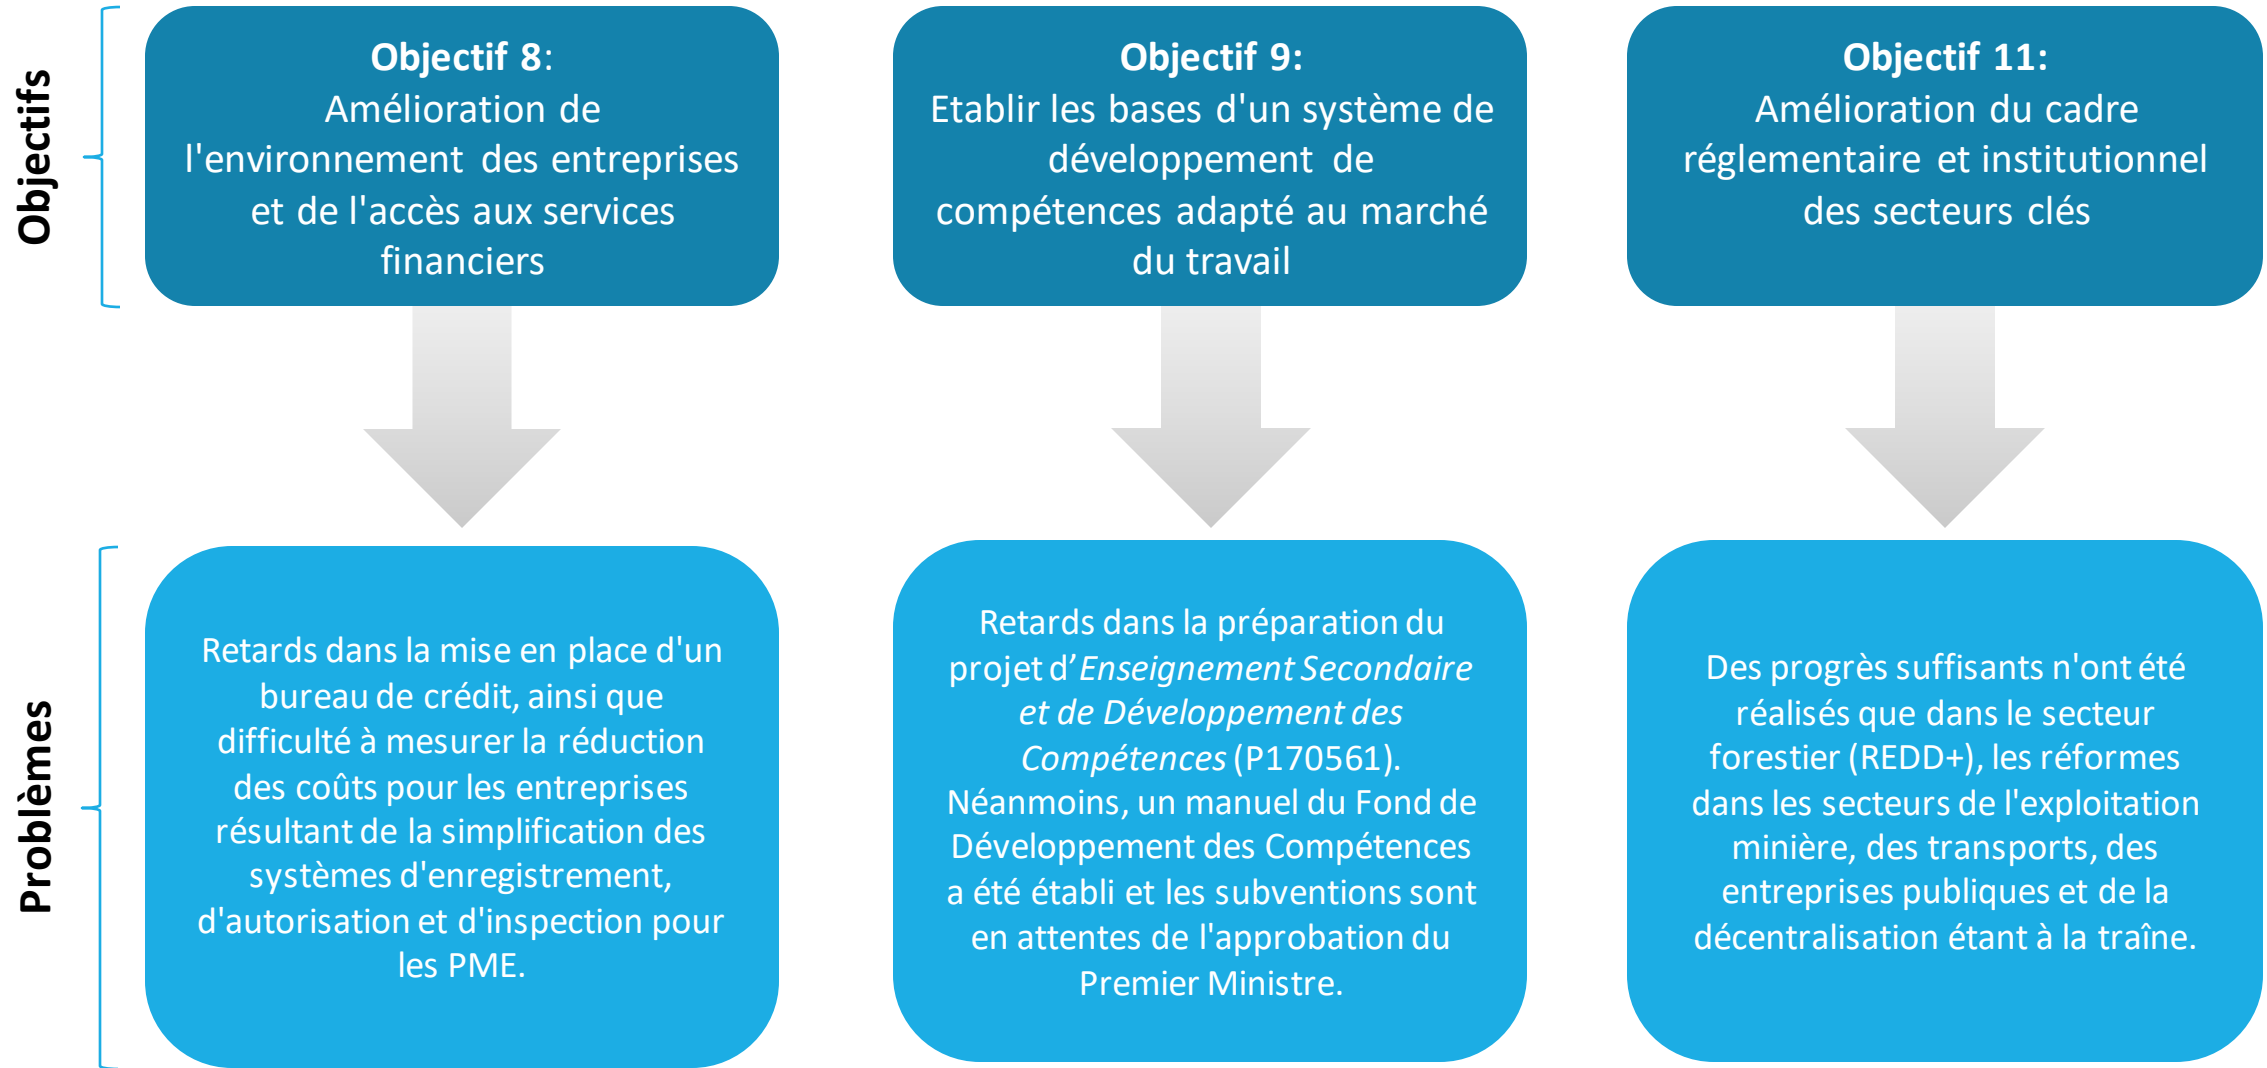 Objectifs
Objectif 8:
Amélioration de
l'environnement des entreprises
et de l'accès aux services
financiers
Objectif 9:
Etablir les bases d'un système de
développement de
compétences adapté au marché
du travail
Objectif 11:
Amélioration du cadre
réglementaire et institutionnel
des secteurs clés
Problèmes
Retards dans la mise en place d'un
bureau de crédit, ainsi que
difficulté à mesurer la réduction
des coûts pour les entreprises
résultant de la simplification des
systèmes d'enregistrement,
d'autorisation et d'inspection pour
les PME.
Retards dans la préparation du
projet d’Enseignement Secondaire
et de Développement des
Compétences (P170561).
Néanmoins, un manuel du Fond de
Développement des Compétences
a été établi et les subventions sont
en attentes de l'approbation du
Premier Ministre.
Des progrès suffisants n'ont été
réalisés que dans le secteur
forestier (REDD+), les réformes
dans les secteurs de l'exploitation
minière, des transports, des
entreprises publiques et de la
décentralisation étant à la traîne.